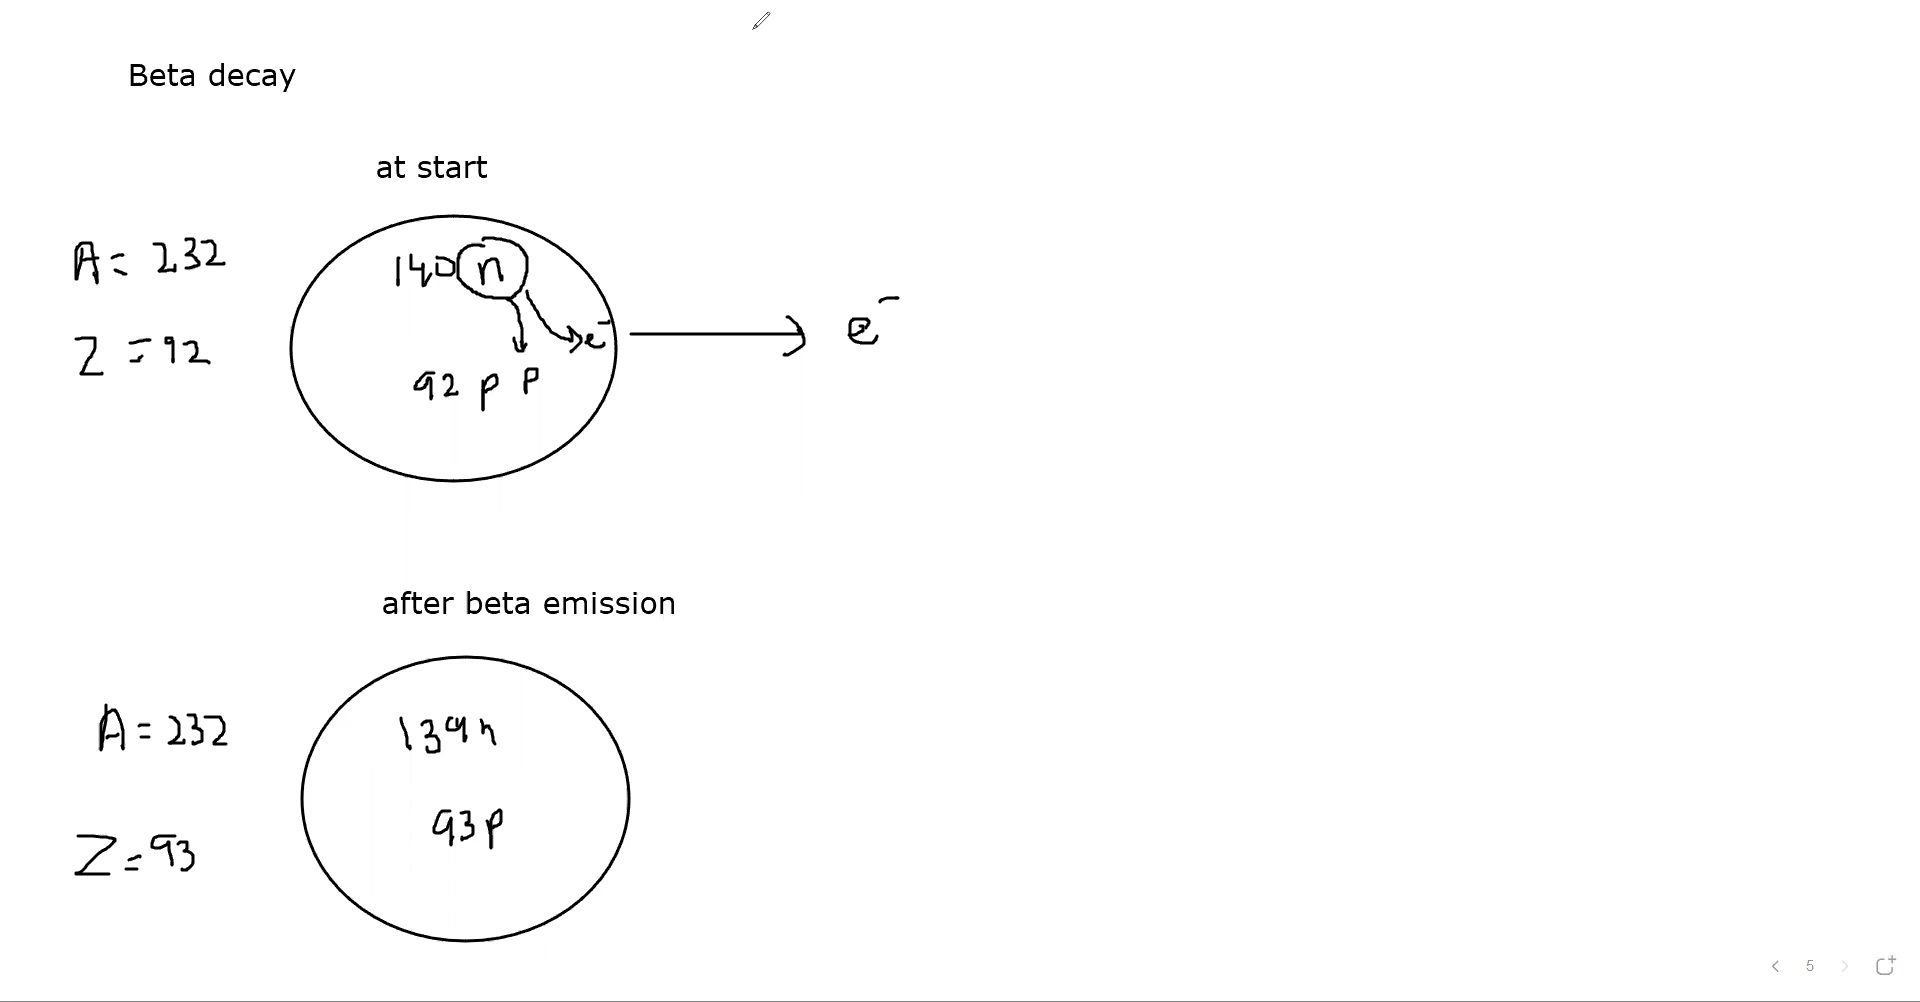 Beta decay
at start
A = 232
140 n
Z = 92
e⁻
e⁻
92 p p
after beta emission
A = 232
139 n
93 p
Z = 93
5